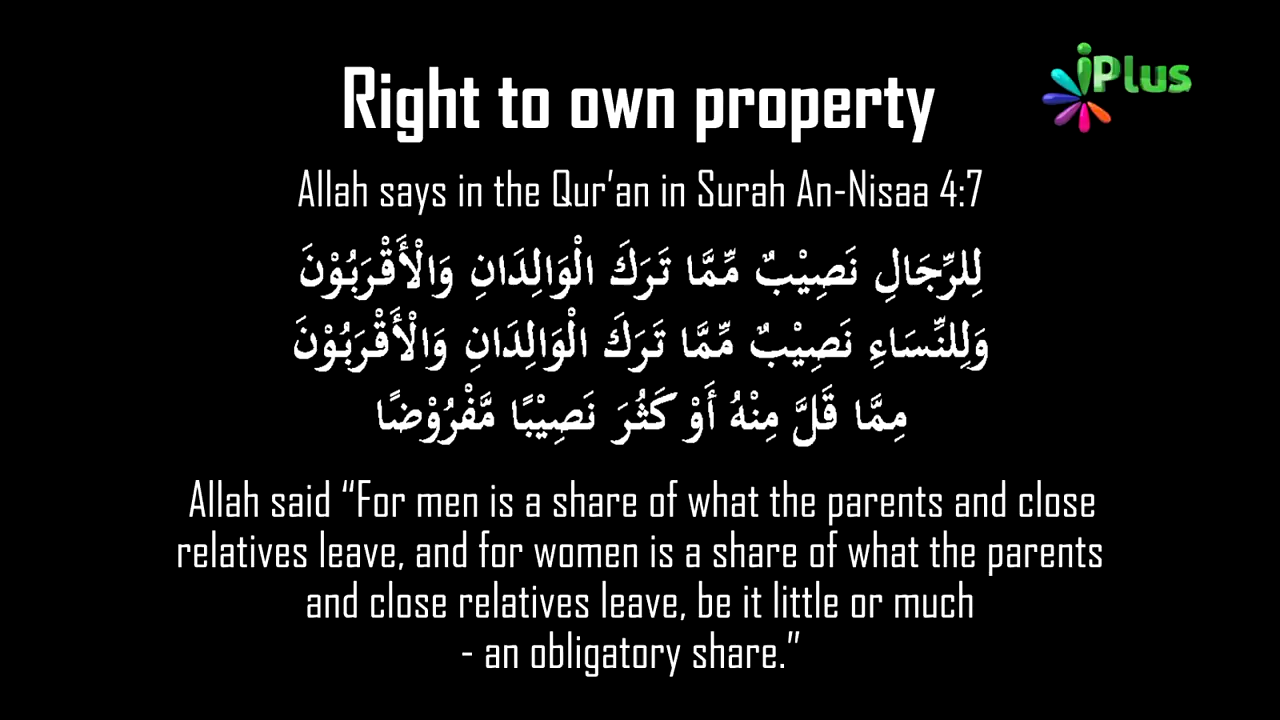 iPlus
Right to own property
Allah says in the Qur’an in Surah An-Nisaa 4:7
لِلرِّجَالِ نَصِيْبٌ مِّمَّا تَرَكَ الْوَالِدَانِ وَالْأَقْرَبُوْنَ
وَلِلنِّسَاءِ نَصِيْبٌ مِّمَّا تَرَكَ الْوَالِدَانِ وَالْأَقْرَبُوْنَ
مِمَّا قَلَّ مِنْهُ أَوْ كَثُرَ نَصِيْبًا مَّفْرُوْضًا
Allah said “For men is a share of what the parents and close
relatives leave, and for women is a share of what the parents
and close relatives leave, be it little or much
- an obligatory share.”